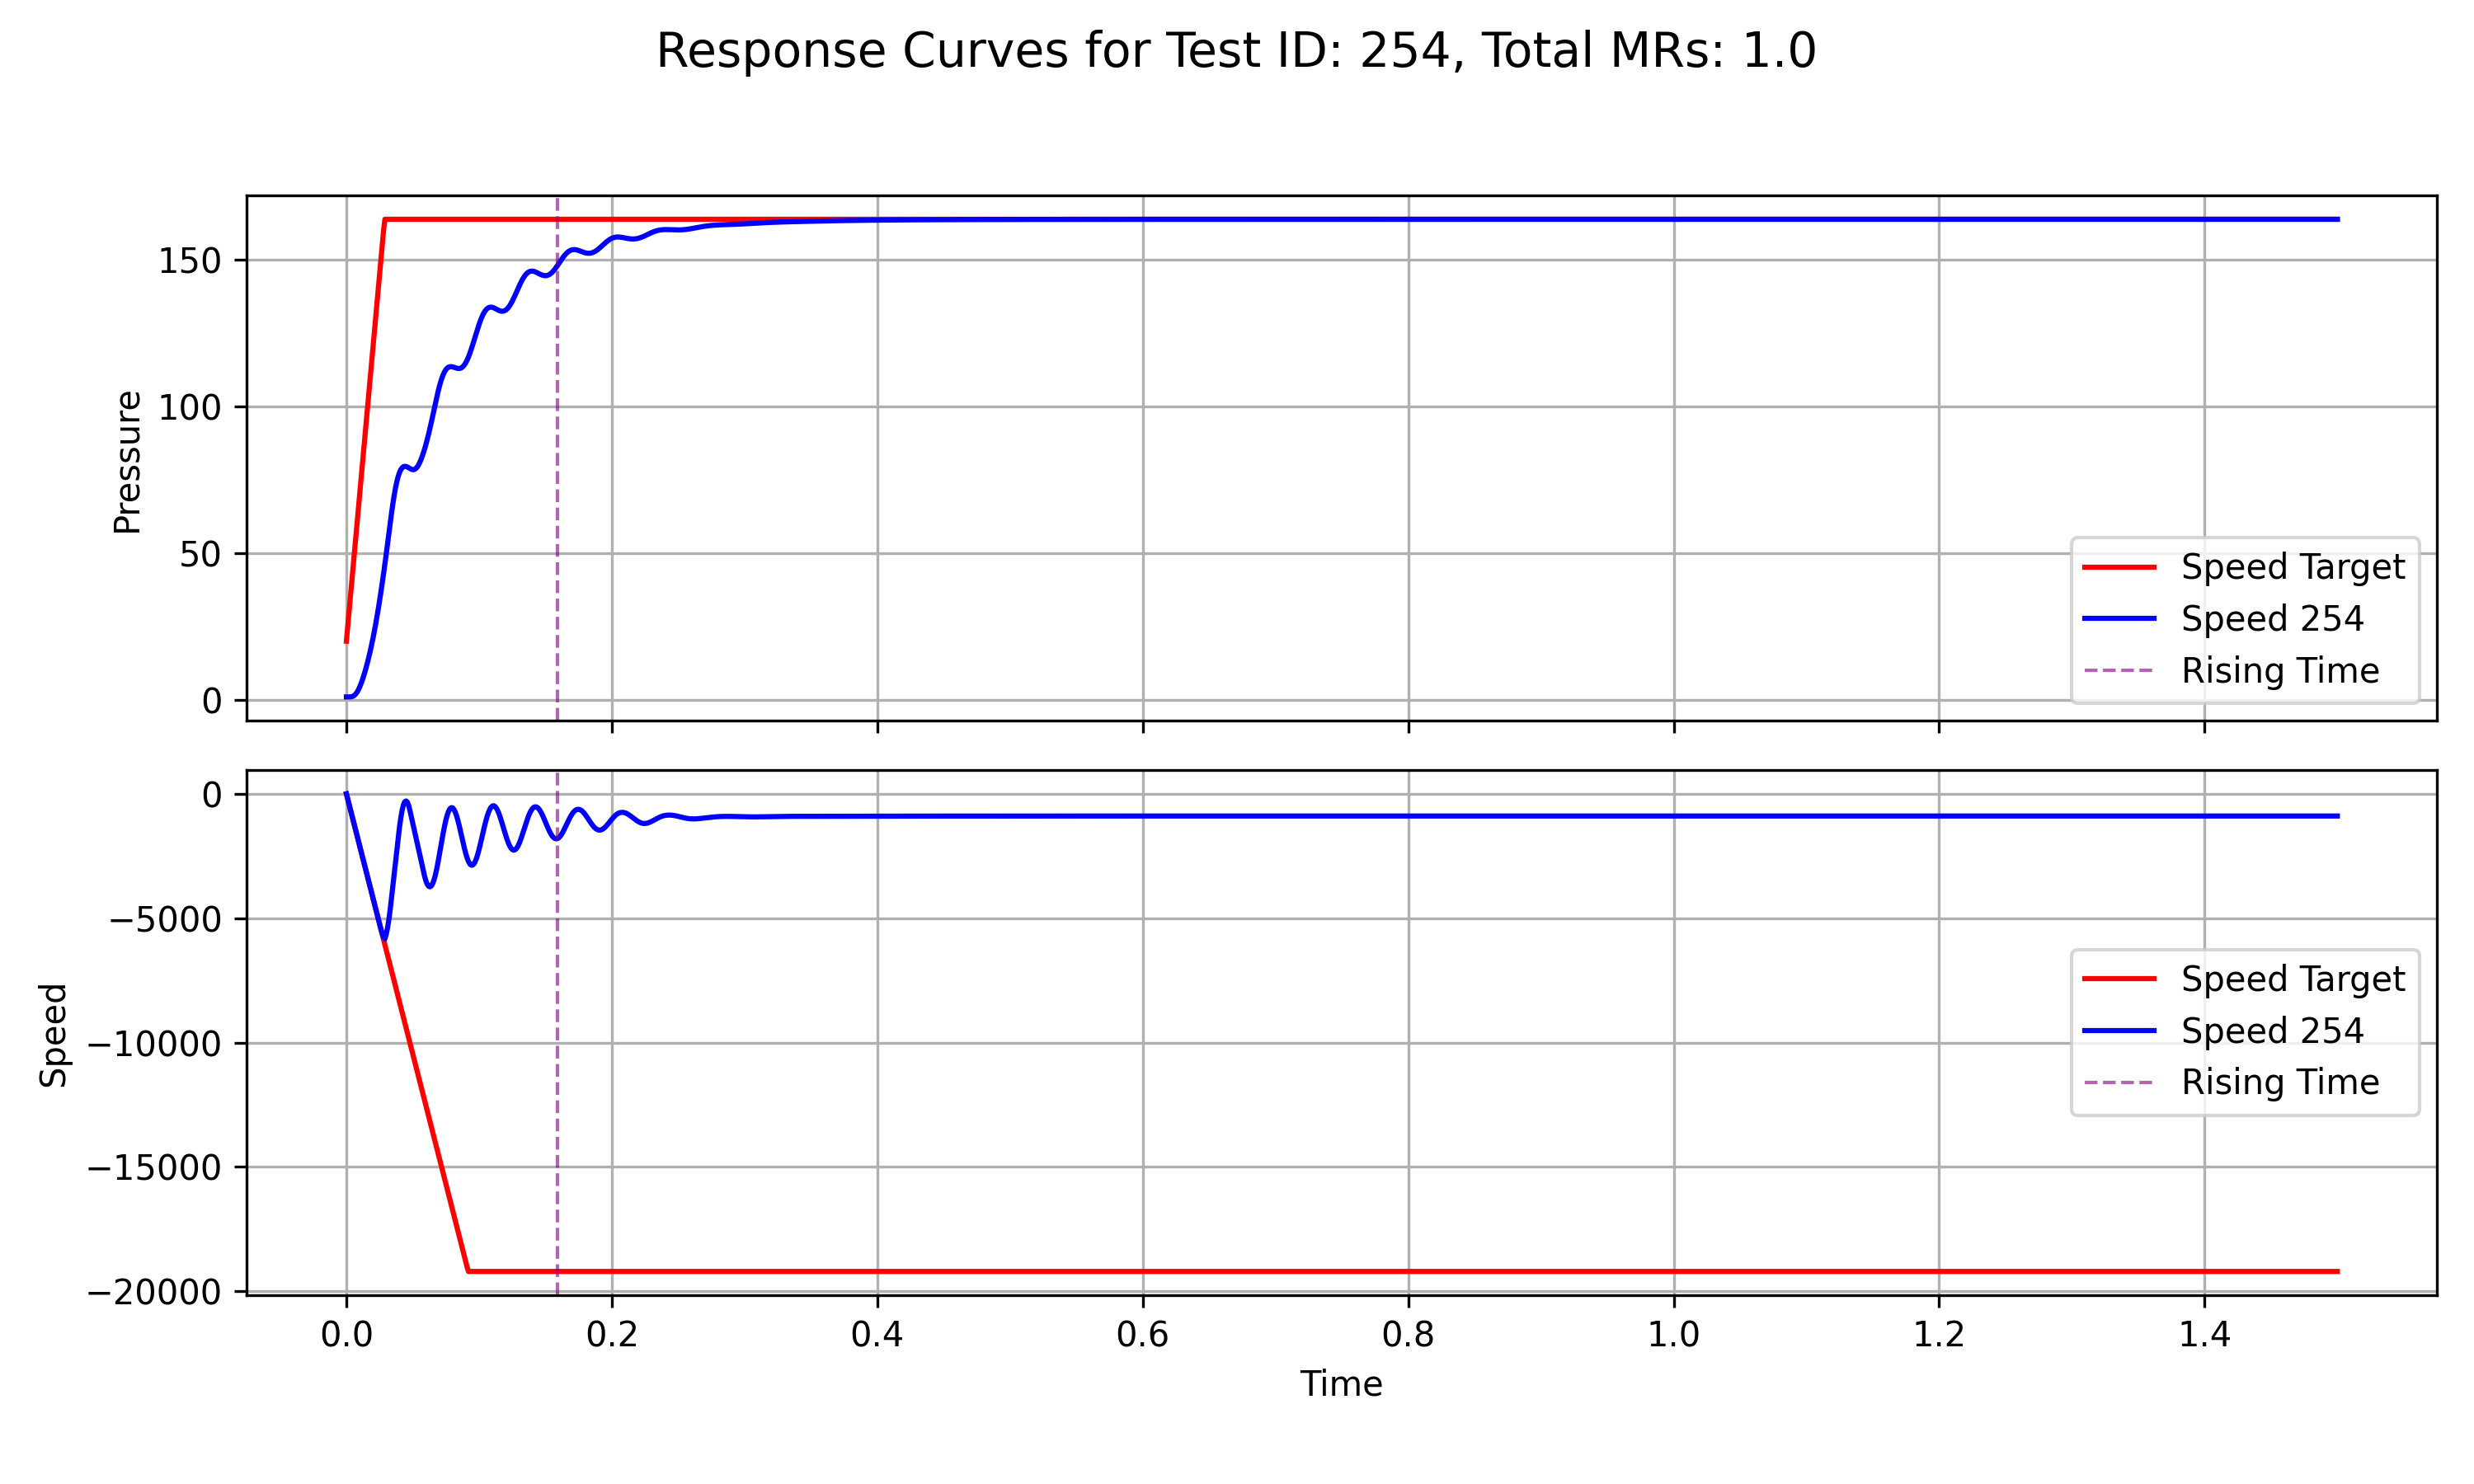 Response Curves for Test ID: 254, Total MRs: 1.0
Pressure
150
100
50
0
Speed Target
Speed 254
Rising Time
Speed
0
−5000
−10000
−15000
−20000
Speed Target
Speed 254
Rising Time
0.0 0.2 0.4 0.6 0.8 1.0 1.2 1.4
Time